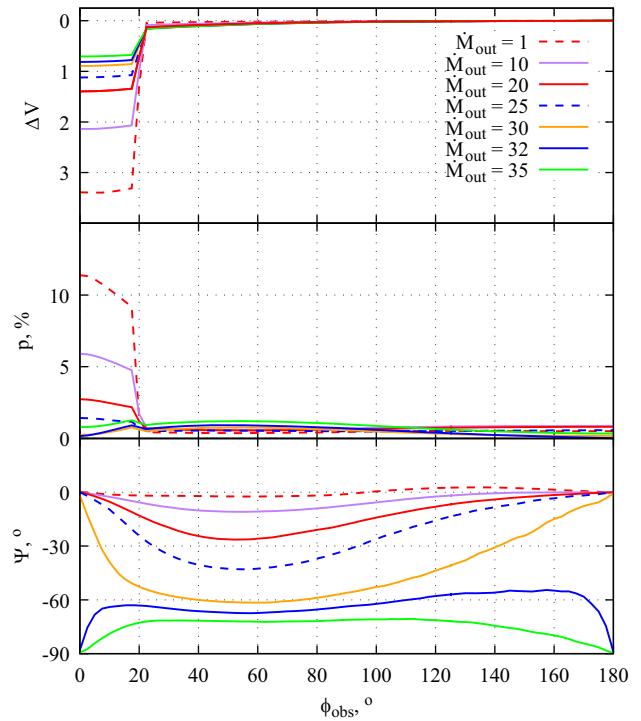 0
1
2
3
ΔV
Ṁout = 1
Ṁout = 10
Ṁout = 20
Ṁout = 25
Ṁout = 30
Ṁout = 32
Ṁout = 35
10
5
0
p, %
0
-30
-60
-90
Ψ, °
0 20 40 60 80 100 120 140 160 180
ϕobs, °